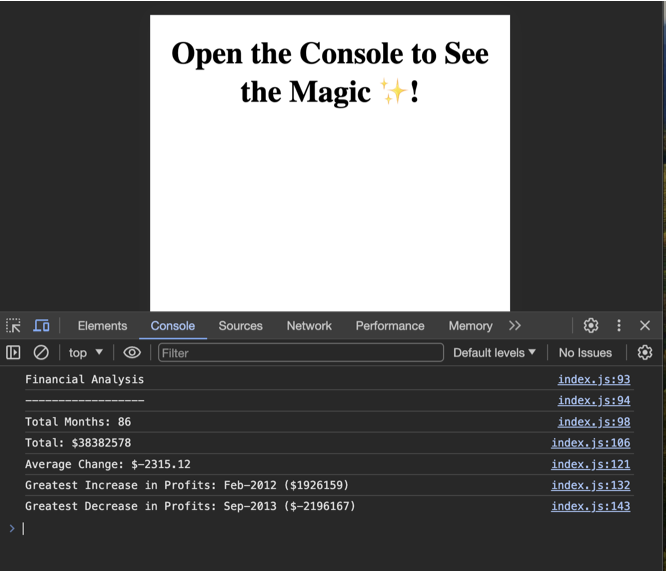 Open the Console to See
the Magic ✨!
Elements Console Sources Network Performance Memory
top Filter Default levels No Issues
Financial Analysis index.js:93
------------------ index.js:94
Total Months: 86 index.js:98
Total: $38382578 index.js:106
Average Change: $-2315.12 index.js:121
Greatest Increase in Profits: Feb-2012 ($1926159) index.js:132
Greatest Decrease in Profits: Sep-2013 ($-2196167) index.js:143